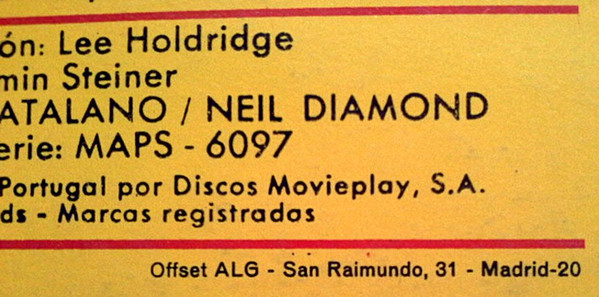 ón: Lee Holdridge
min Steiner
ATALANO / NEIL DIAMOND
erie: MAPS - 6097
Portugal por Discos Movieplay, S.A.
ds - Marcas registradas
Offset ALG - San Raimundo, 31 - Madrid-20